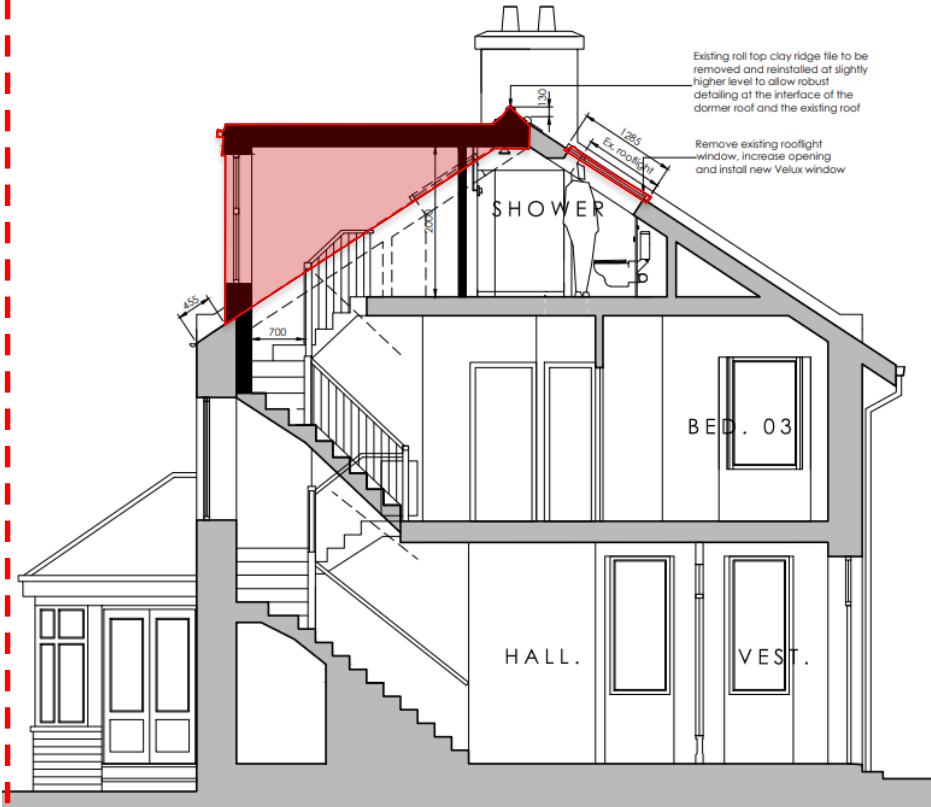 Existing roll top clay ridge tile to be
removed and reinstalled at slightly
higher level to allow robust
detailing at the interface of the
dormer roof and the existing roof
130
1285
Ex. rooflight
Remove existing rooflight
window, increase opening
and install new Velux window
SHOWER
2000
455
700
BED. 03
HALL.
VEST.